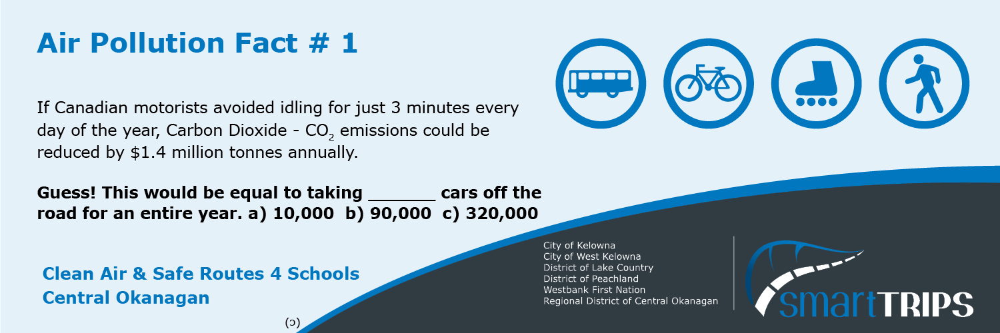 Air Pollution Fact # 1
If Canadian motorists avoided idling for just 3 minutes every
day of the year, Carbon Dioxide - CO₂ emissions could be
reduced by $1.4 million tonnes annually.
Guess! This would be equal to taking _______ cars off the
road for an entire year. a) 10,000  b) 90,000  c) 320,000
Clean Air & Safe Routes 4 Schools
Central Okanagan
(c)
City of Kelowna
City of West Kelowna
District of Lake Country
District of Peachland
Westbank First Nation
Regional District of Central Okanagan
smartTRIPS